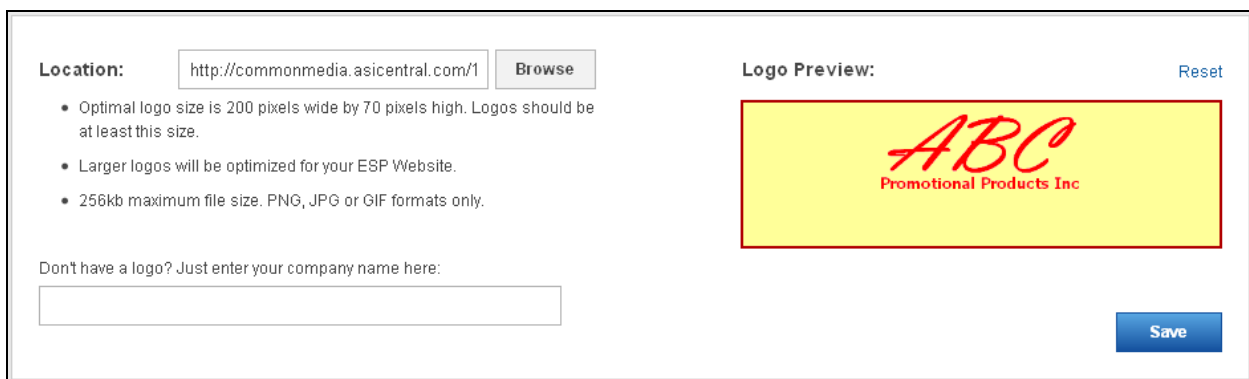 Location:
http://commonmedia.asicentral.com/1
Browse
• Optimal logo size is 200 pixels wide by 70 pixels high. Logos should be
at least this size.
• Larger logos will be optimized for your ESP Website.
• 256kb maximum file size. PNG, JPG or GIF formats only.
Don't have a logo? Just enter your company name here:
Logo Preview:
Reset
ABC
Promotional Products Inc
Save